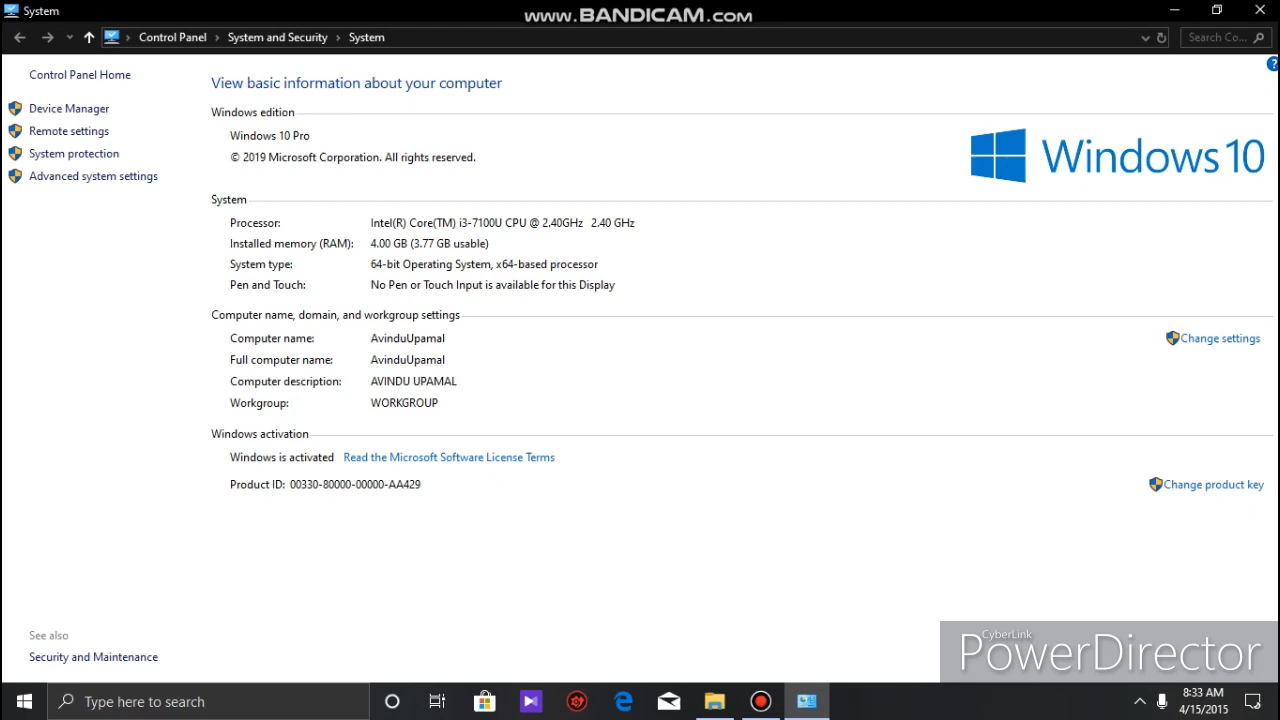 System
www.BANDICAM.com
Control Panel > System and Security > System
Search Co...
Control Panel Home
Device Manager
Remote settings
System protection
Advanced system settings
View basic information about your computer
Windows edition
Windows 10 Pro
© 2019 Microsoft Corporation. All rights reserved.
Windows 10
System
Processor: Intel(R) Core(TM) i3-7100U CPU @ 2.40GHz 2.40 GHz
Installed memory (RAM): 4.00 GB (3.77 GB usable)
System type: 64-bit Operating System, x64-based processor
Pen and Touch: No Pen or Touch Input is available for this Display
Computer name, domain, and workgroup settings
Computer name: AvinduUpamal
Change settings
Full computer name: AvinduUpamal
Computer description: AVINDU UPAMAL
Workgroup: WORKGROUP
Windows activation
Windows is activated Read the Microsoft Software License Terms
Product ID: 00330-80000-00000-AA429
Change product key
See also
Security and Maintenance
CyberLink
PowerDirector
Type here to search
8:33 AM
4/15/2015